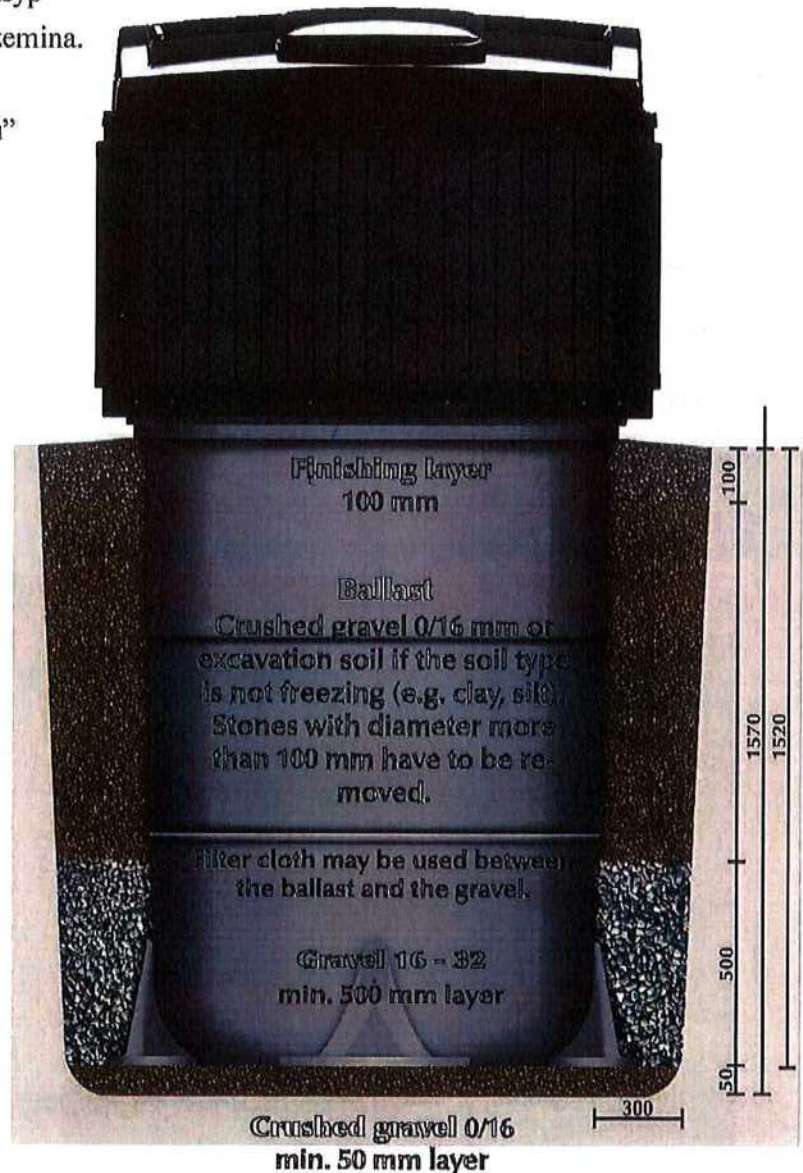 zemina.
Finishing layer
100 mm
Ballast
Crushed gravel 0/16 mm or
excavation soil if the soil type
is not freezing (e.g. clay, silt).
Stones with diameter more
than 100 mm have to be re-
moved.
Filter cloth may be used between
the ballast and the gravel.
Gravel 16 - 32
min. 500 mm layer
100
500
50
1570
1520
300
Crushed gravel 0/16
min. 50 mm layer